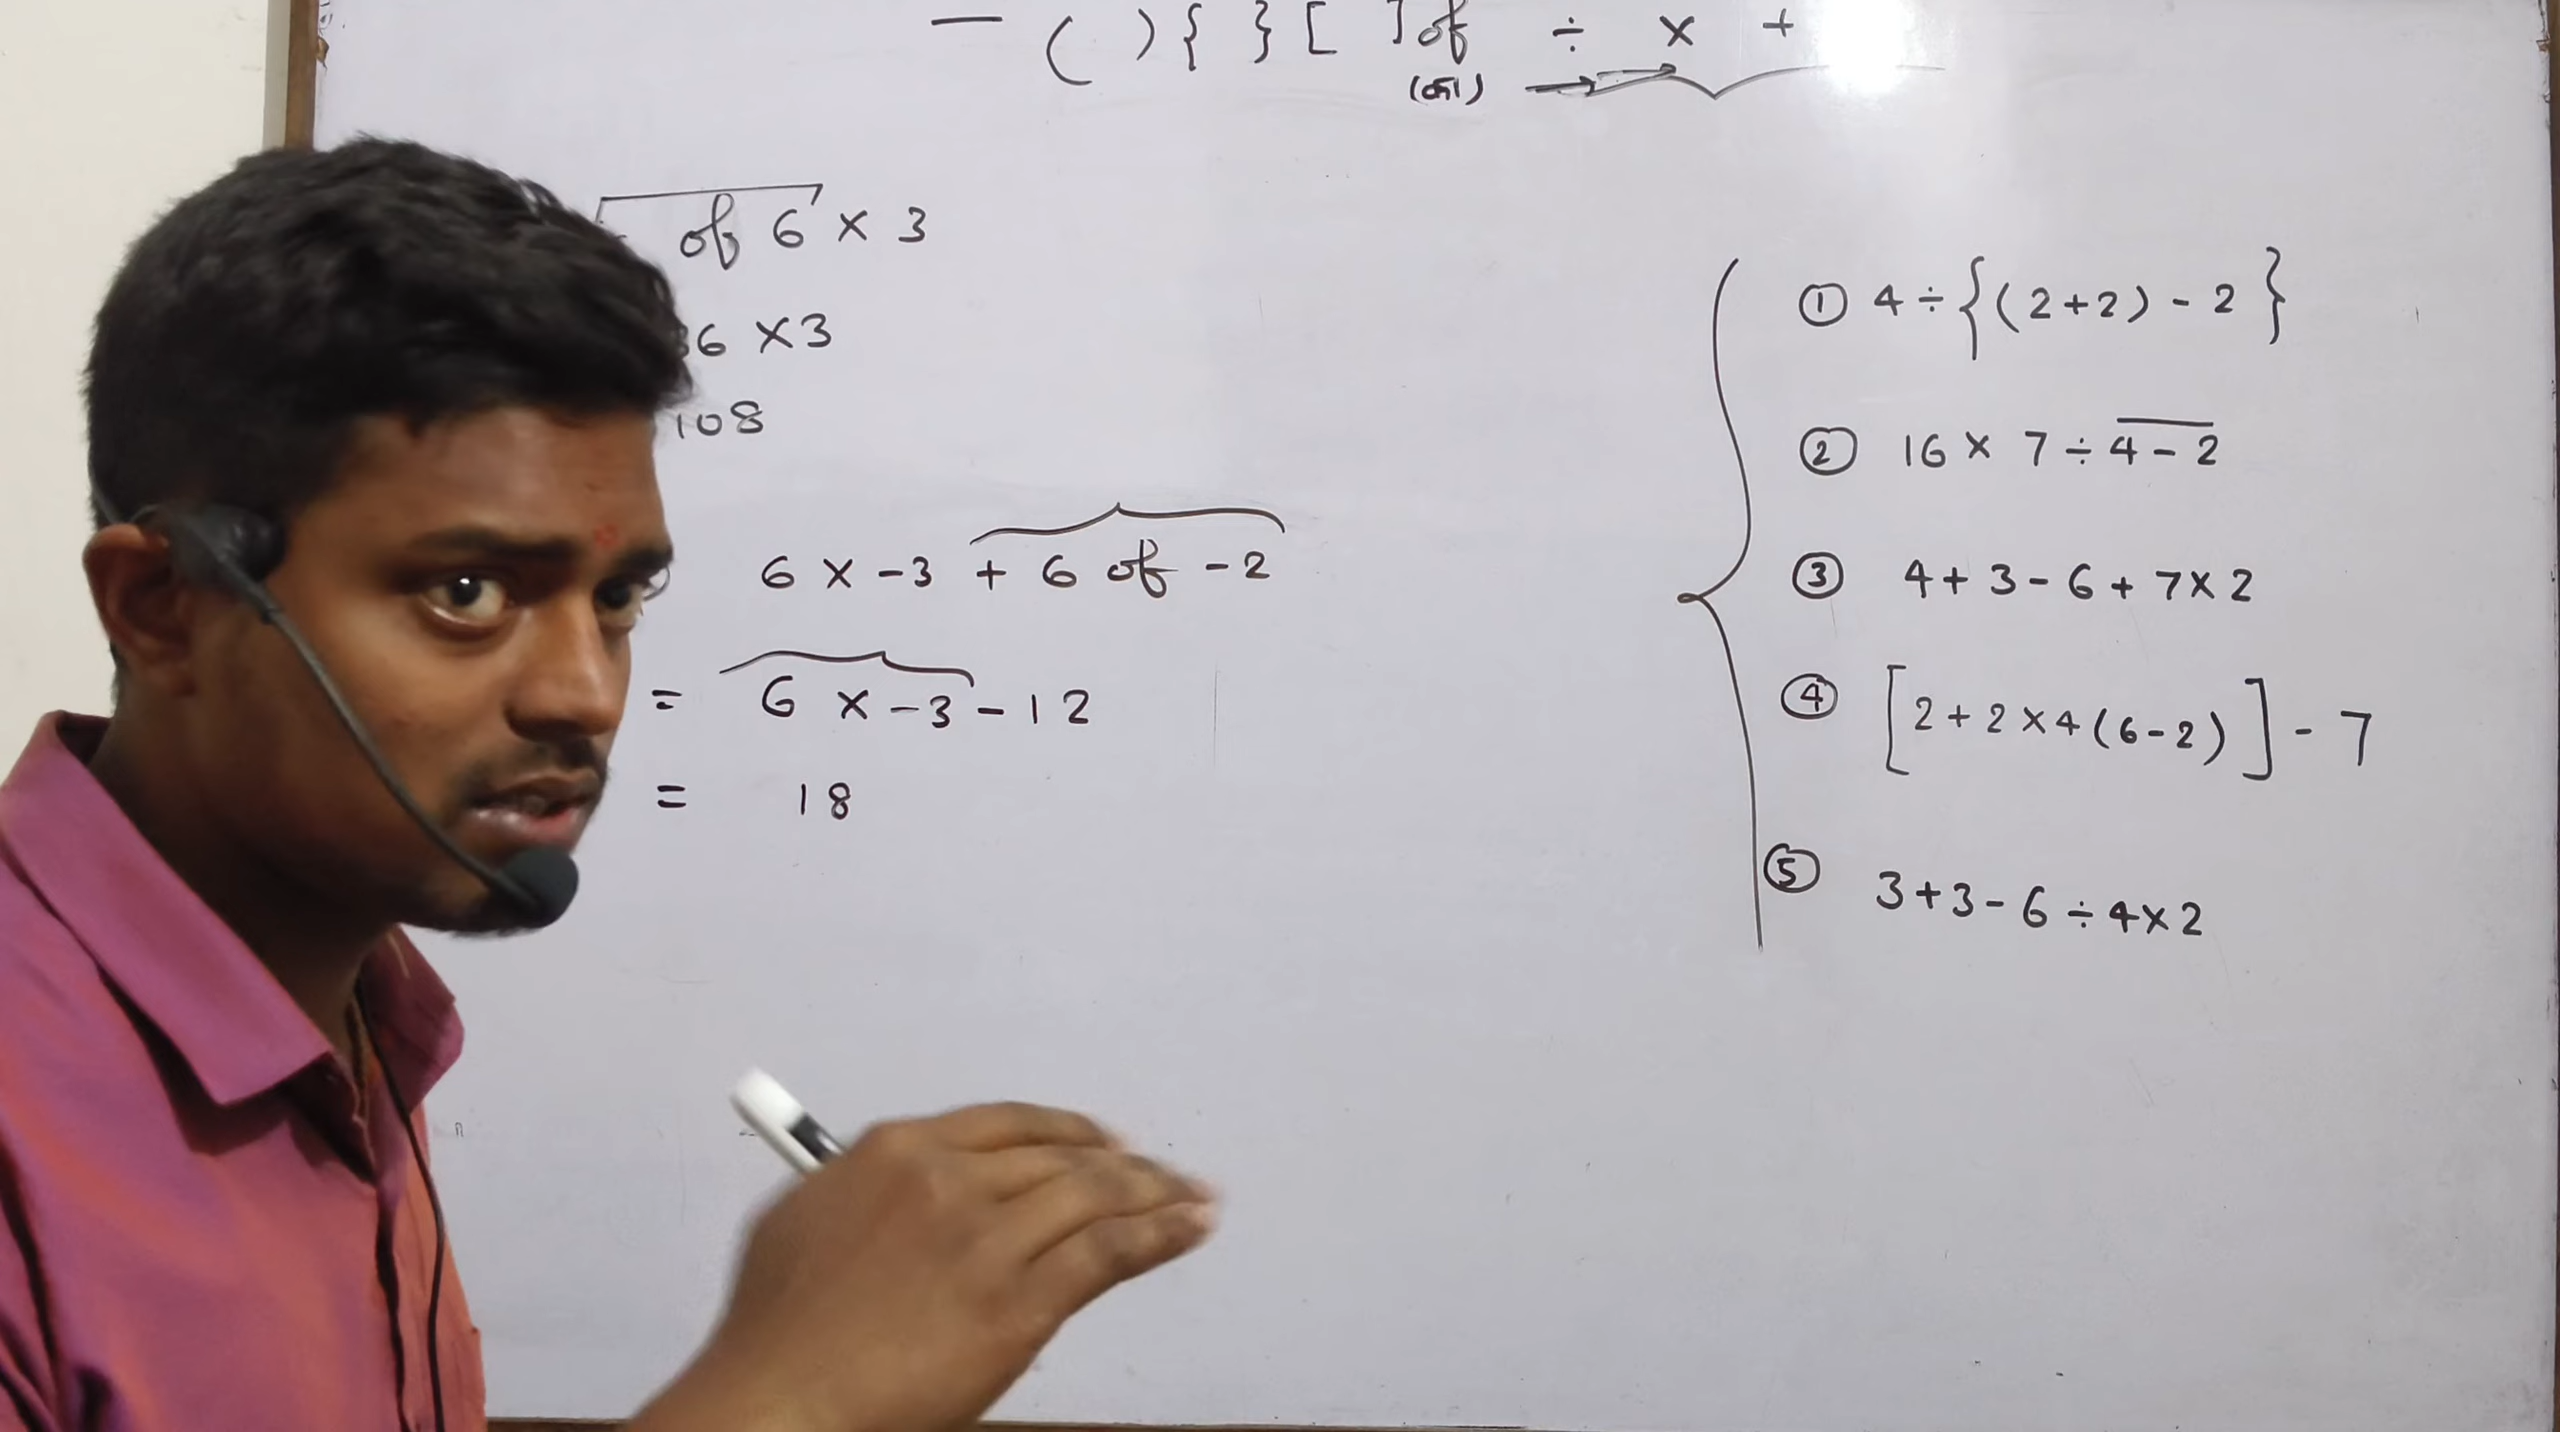 — ( ) { } [ ] of ÷ × +
(का)
of 6 × 3
36 × 3
108
6 × -3 + 6 of -2
= 6 × -3 - 12
= 18
① 4 ÷ {(2+2) - 2}
② 16 × 7 ÷ 4 - 2
③ 4 + 3 - 6 + 7 × 2
④ [2 + 2 × 4 (6-2)] - 7
⑤ 3 + 3 - 6 ÷ 4 × 2